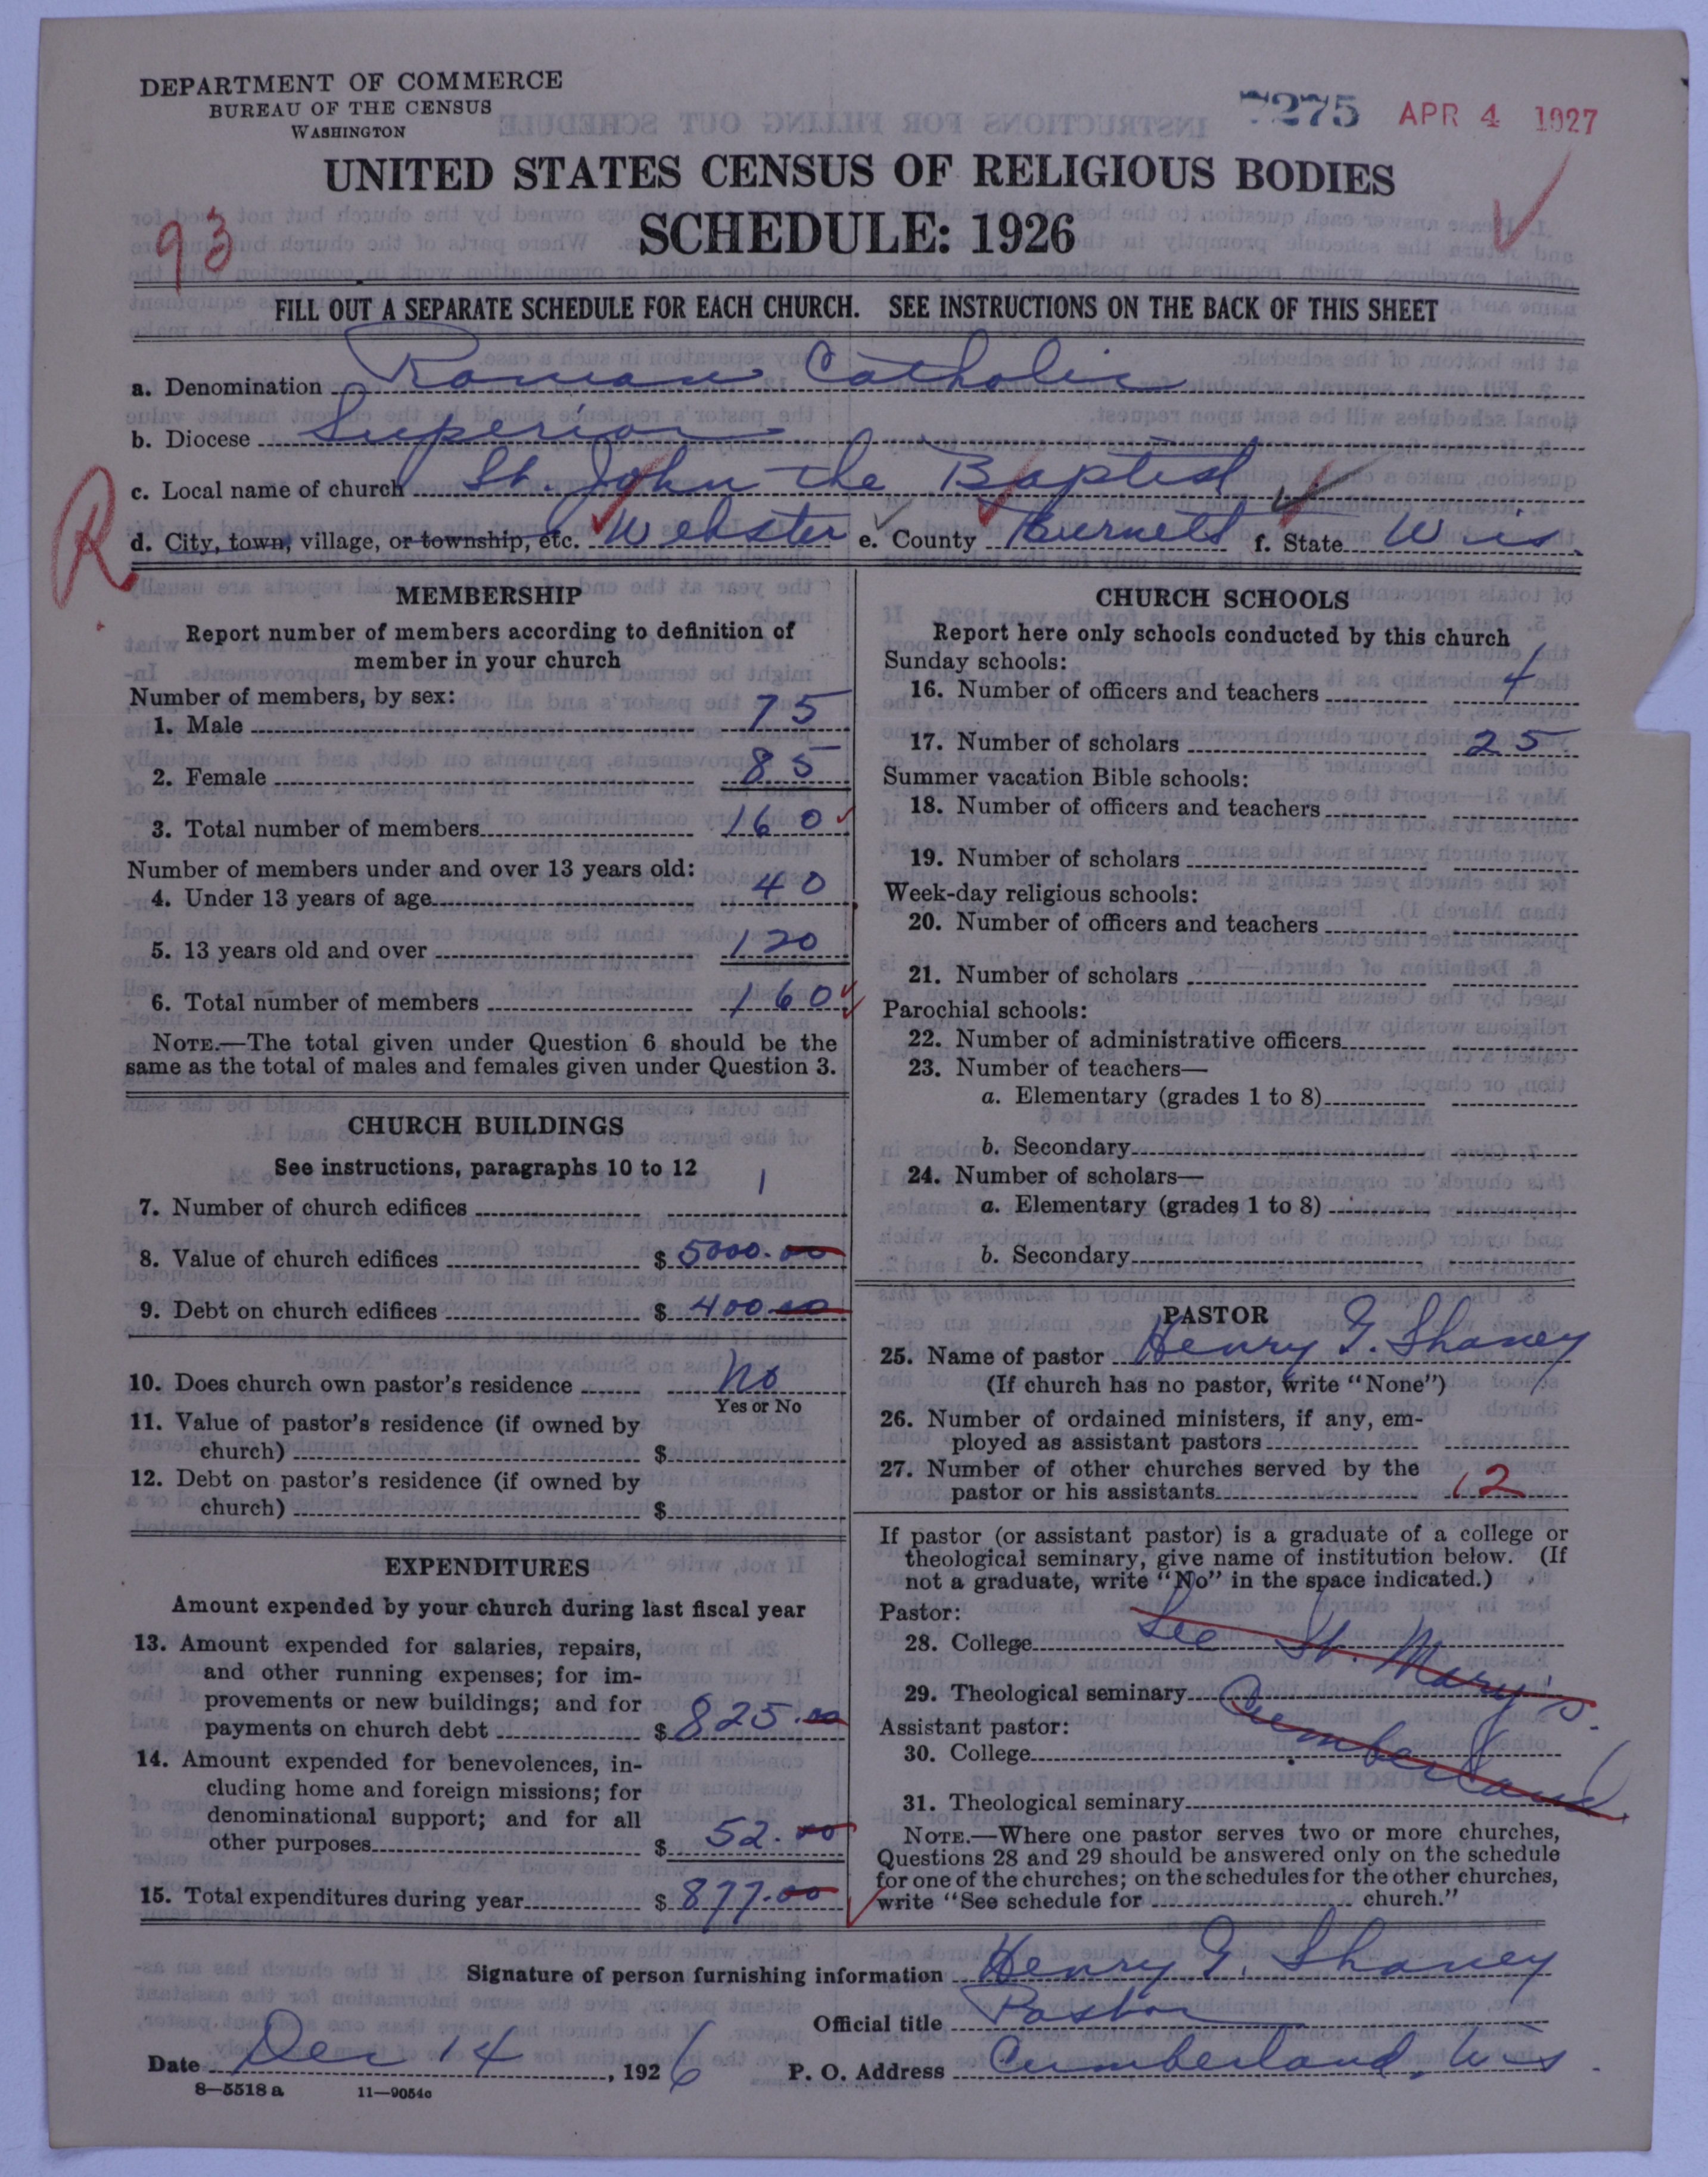 DEPARTMENT OF COMMERCE
BUREAU OF THE CENSUS
WASHINGTON
7275 APR 4 1927
UNITED STATES CENSUS OF RELIGIOUS BODIES
SCHEDULE: 1926
93
FILL OUT A SEPARATE SCHEDULE FOR EACH CHURCH. SEE INSTRUCTIONS ON THE BACK OF THIS SHEET
a. Denomination Roman Catholic
b. Diocese Superior
c. Local name of church St. John the Baptist
R
d. City, town, village, or township, etc. Webster e. County Burnett f. State Wis.
MEMBERSHIP
Report number of members according to definition of
member in your church
Number of members, by sex:
1. Male 75
2. Female 85
3. Total number of members 160
Number of members under and over 13 years old:
4. Under 13 years of age 40
5. 13 years old and over 120
6. Total number of members 160
NOTE.—The total given under Question 6 should be the
same as the total of males and females given under Question 3.
CHURCH BUILDINGS
See instructions, paragraphs 10 to 12
7. Number of church edifices 1
8. Value of church edifices $ 5000.00
9. Debt on church edifices $ 400.00
10. Does church own pastor's residence No
Yes or No
11. Value of pastor's residence (if owned by
church) $
12. Debt on pastor's residence (if owned by
church) $
EXPENDITURES
Amount expended by your church during last fiscal year
13. Amount expended for salaries, repairs,
and other running expenses; for im-
provements or new buildings; and for
payments on church debt $ 825.00
14. Amount expended for benevolences, in-
cluding home and foreign missions; for
denominational support; and for all
other purposes $ 52.00
15. Total expenditures during year $ 877.00
CHURCH SCHOOLS
Report here only schools conducted by this church
Sunday schools:
16. Number of officers and teachers 4
17. Number of scholars 25
Summer vacation Bible schools:
18. Number of officers and teachers
19. Number of scholars
Week-day religious schools:
20. Number of officers and teachers
21. Number of scholars
Parochial schools:
22. Number of administrative officers
23. Number of teachers—
a. Elementary (grades 1 to 8)
b. Secondary
24. Number of scholars—
a. Elementary (grades 1 to 8)
b. Secondary
PASTOR
25. Name of pastor Henry G. Shaney
(If church has no pastor, write "None")
26. Number of ordained ministers, if any, em-
ployed as assistant pastors
27. Number of other churches served by the
pastor or his assistants 2
If pastor (or assistant pastor) is a graduate of a college or
theological seminary, give name of institution below. (If
not a graduate, write "No" in the space indicated.)
Pastor:
28. College See St. Mary's
29. Theological seminary Cumberland
Assistant pastor:
30. College
31. Theological seminary
NOTE.—Where one pastor serves two or more churches,
Questions 28 and 29 should be answered only on the schedule
for one of the churches; on the schedules for the other churches,
write "See schedule for church."
Signature of person furnishing information Henry G. Shaney
Official title Pastor
Date Dec 14, 1926 P. O. Address Cumberland, Wis.
8—5518 a 11—9054o